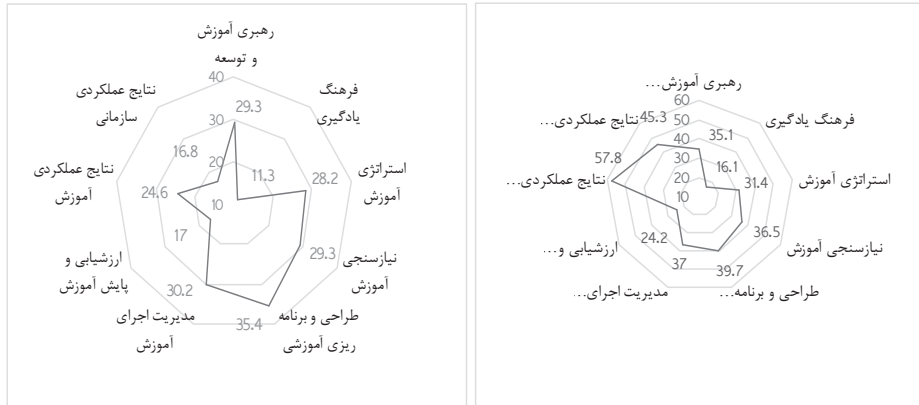 رهبری آموزش
و توسعه
فرهنگ
یادگیری
استراتژی
آموزش
نیازسنجی
آموزش
طراحی و برنامه
ریزی آموزشی
مدیریت اجرای
آموزش
ارزشیابی و
پایش آموزش
نتایج عملکردی
آموزش
نتایج عملکردی
سازمانی
40
30
20
10
29.3
11.3
28.2
29.3
35.4
30.2
17
24.6
16.8
رهبری آموزش...
فرهنگ یادگیری
استراتژی آموزش
نیازسنجی آموزش
طراحی و برنامه...
مدیریت اجرای...
ارزشیابی و...
نتایج عملکردی...
نتایج عملکردی...
60
50
40
30
20
10
35.1
16.1
31.4
36.5
39.7
37
24.2
57.8
45.3